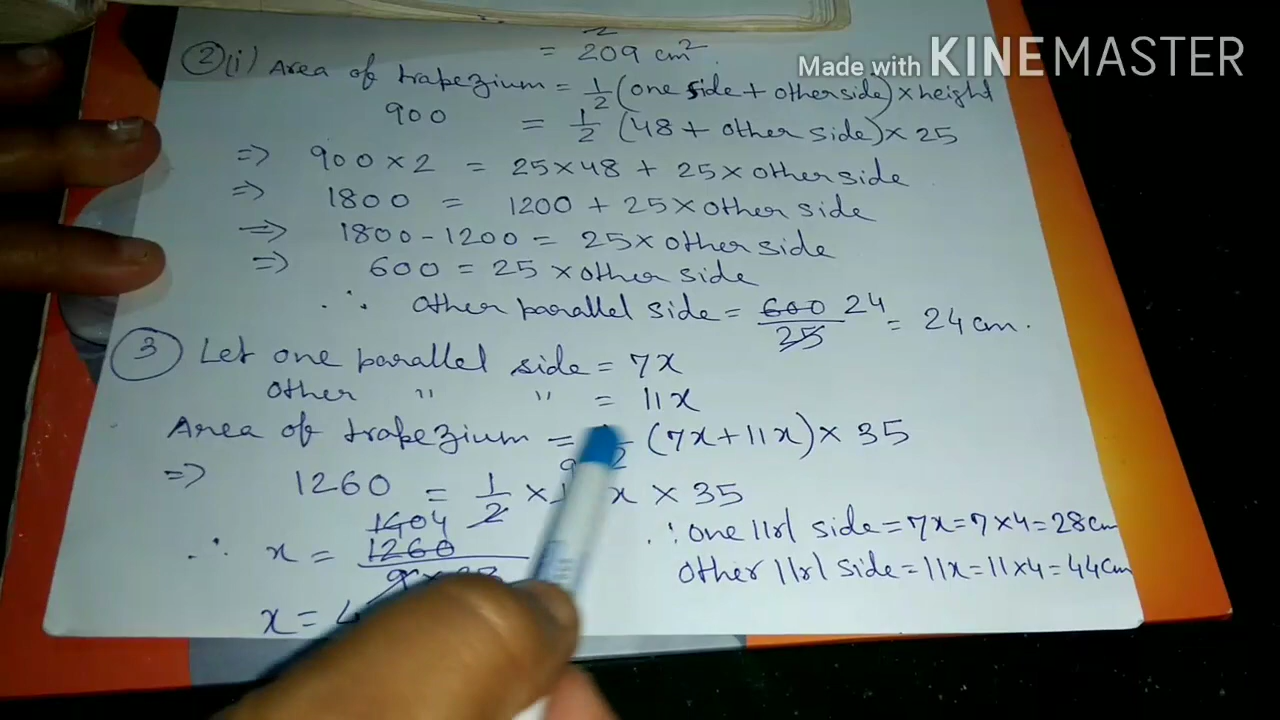 = 209 cm²
Made with KINEMASTER
② (i) Area of trapezium = 1/2 (one side + other side) × height
900 = 1/2 (48 + other side) × 25
=> 900 × 2 = 25 × 48 + 25 × other side
=> 1800 = 1200 + 25 × other side
=> 1800 - 1200 = 25 × other side
=> 600 = 25 × other side
∴ other parallel side = 600/25 24 = 24 cm.
③ Let one parallel side = 7x
Other " " = 11x
Area of trapezium = (7x + 11x) × 35
=> 1260 = 1/2 × x × 35
∴ x = 1260
x = 4
∴ one ||rl side = 7x = 7 × 4 = 28 cm
Other ||rl side = 11x = 11 × 4 = 44 cm